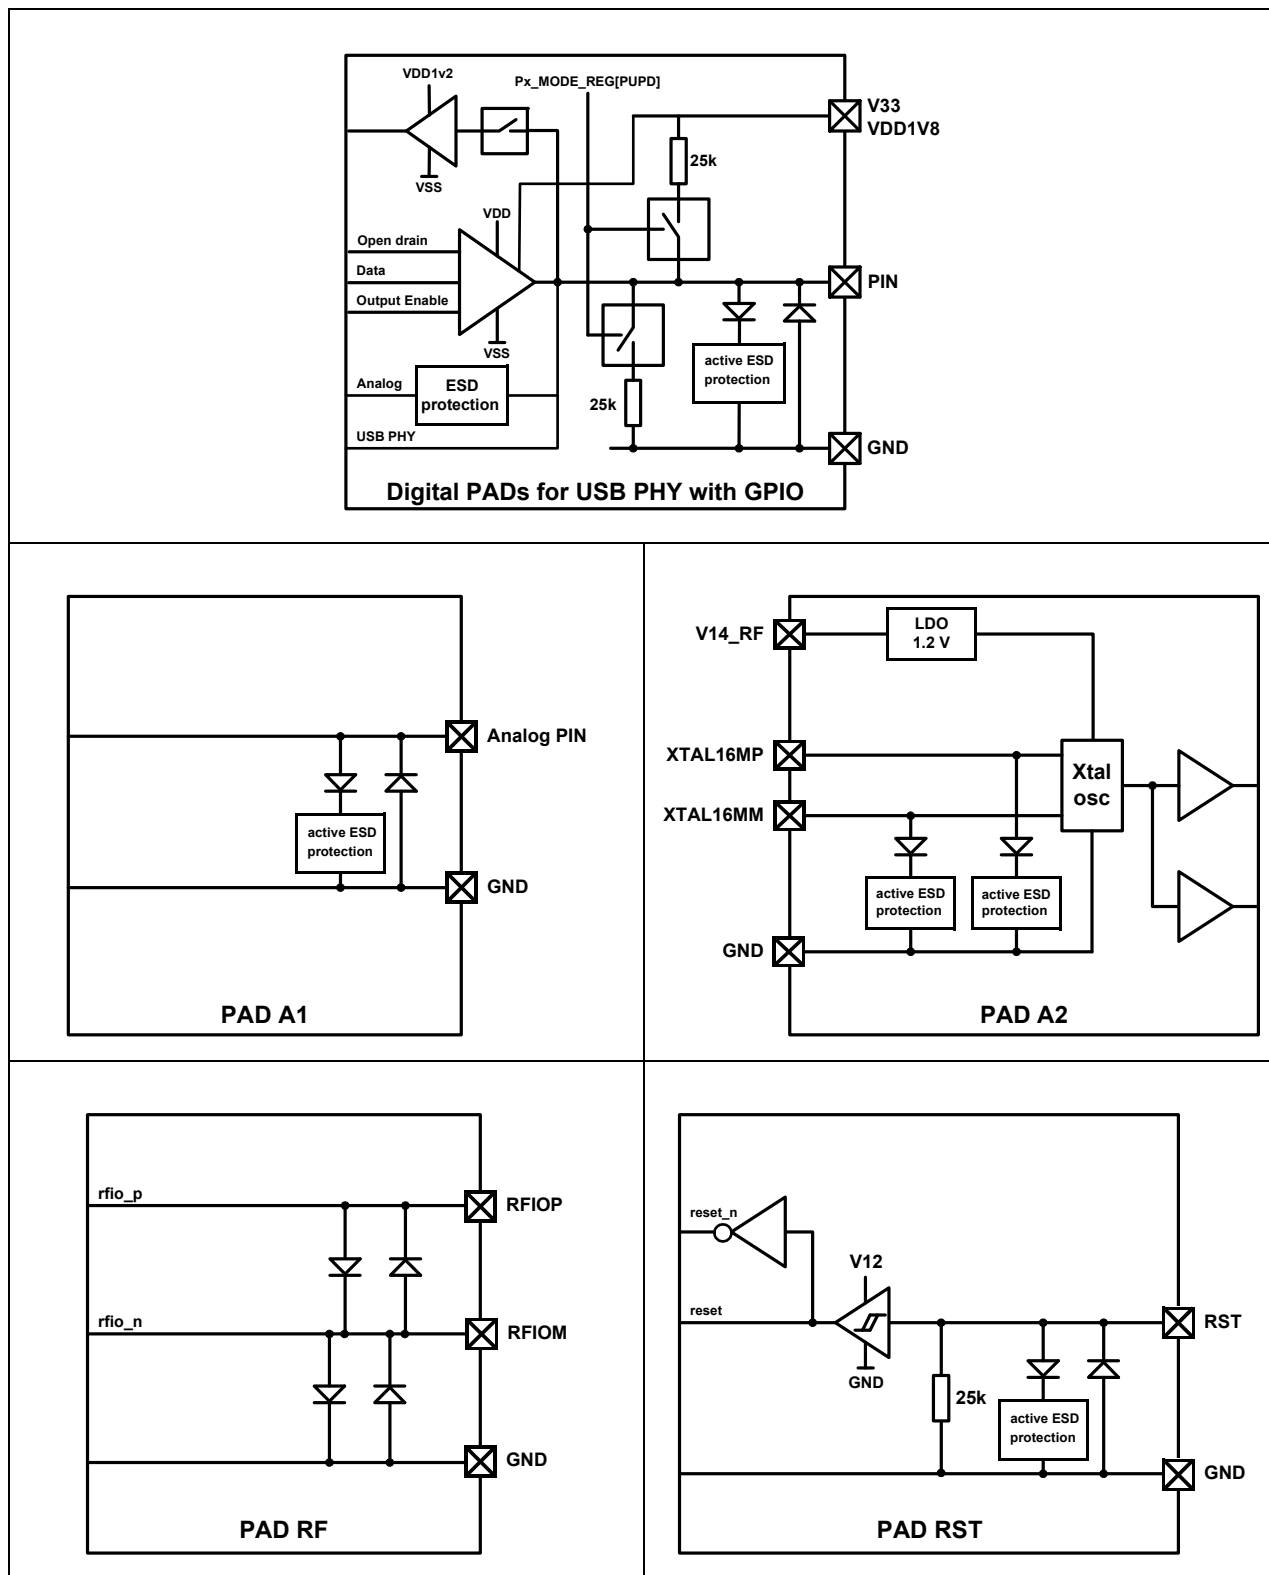 VDD1v2
Px_MODE_REG[PUPD]
V33
VDD1V8
25k
VSS
VDD
Open drain
Data
Output Enable
PIN
VSS
active ESD
protection
Analog
ESD
protection
25k
USB PHY
GND
Digital PADs for USB PHY with GPIO
Analog PIN
active ESD
protection
GND
PAD A1
V14_RF
LDO
1.2 V
XTAL16MP
Xtal
osc
XTAL16MM
active ESD
protection
active ESD
protection
GND
PAD A2
rfio_p
RFIOP
rfio_n
RFIOM
GND
PAD RF
reset_n
V12
reset
RST
GND
25k
active ESD
protection
GND
PAD RST